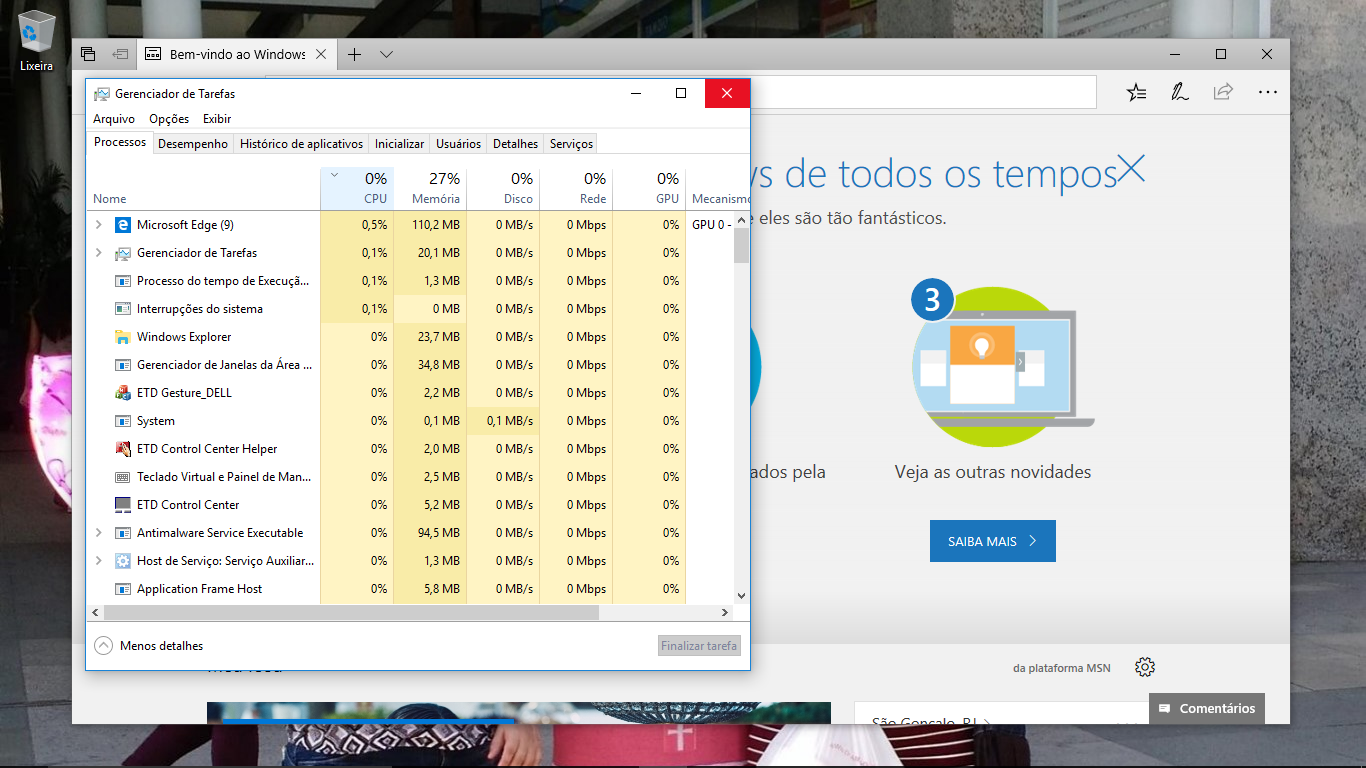 Lixeira
Bem-vindo ao Windows
Gerenciador de Tarefas
Arquivo Opções Exibir
Processos Desempenho Histórico de aplicativos Inicializar Usuários Detalhes Serviços
0% 27% 0% 0% 0%
Nome CPU Memória Disco Rede GPU Mecanismo
Microsoft Edge (9) 0,5% 110,2 MB 0 MB/s 0 Mbps 0% GPU 0 -
Gerenciador de Tarefas 0,1% 20,1 MB 0 MB/s 0 Mbps 0%
Processo do tempo de Execuçã... 0,1% 1,3 MB 0 MB/s 0 Mbps 0%
Interrupções do sistema 0,1% 0 MB 0 MB/s 0 Mbps 0%
Windows Explorer 0% 23,7 MB 0 MB/s 0 Mbps 0%
Gerenciador de Janelas da Área ... 0% 34,8 MB 0 MB/s 0 Mbps 0%
ETD Gesture_DELL 0% 2,2 MB 0 MB/s 0 Mbps 0%
System 0% 0,1 MB 0,1 MB/s 0 Mbps 0%
ETD Control Center Helper 0% 2,0 MB 0 MB/s 0 Mbps 0%
Teclado Virtual e Painel de Man... 0% 2,5 MB 0 MB/s 0 Mbps 0%
ETD Control Center 0% 5,2 MB 0 MB/s 0 Mbps 0%
Antimalware Service Executable 0% 94,5 MB 0 MB/s 0 Mbps 0%
Host de Serviço: Serviço Auxiliar... 0% 1,3 MB 0 MB/s 0 Mbps 0%
Application Frame Host 0% 5,8 MB 0 MB/s 0 Mbps 0%
Menos detalhes
Finalizar tarefa
s de todos os tempos
e eles são tão fantásticos.
3
ados pela
Veja as outras novidades
SAIBA MAIS
da plataforma MSN
São Gonçalo, RJ
Comentários